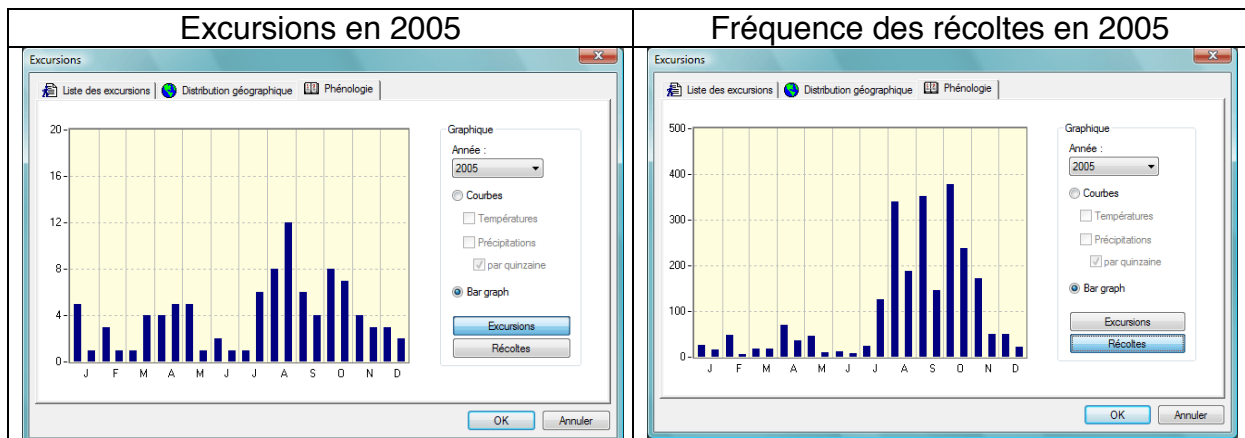 Excursions en 2005
Excursions
Liste des excursions
Distribution géographique
Phénologie
20
16
12
8
4
0
J F M A M J J A S O N D
Graphique
Année :
2005
Courbes
Températures
Précipitations
par quinzaine
Bar graph
Excursions
Récoltes
OK
Annuler
Fréquence des récoltes en 2005
Excursions
Liste des excursions
Distribution géographique
Phénologie
500
400
300
200
100
0
J F M A M J J A S O N D
Graphique
Année :
2005
Courbes
Températures
Précipitations
par quinzaine
Bar graph
Excursions
Récoltes
OK
Annuler